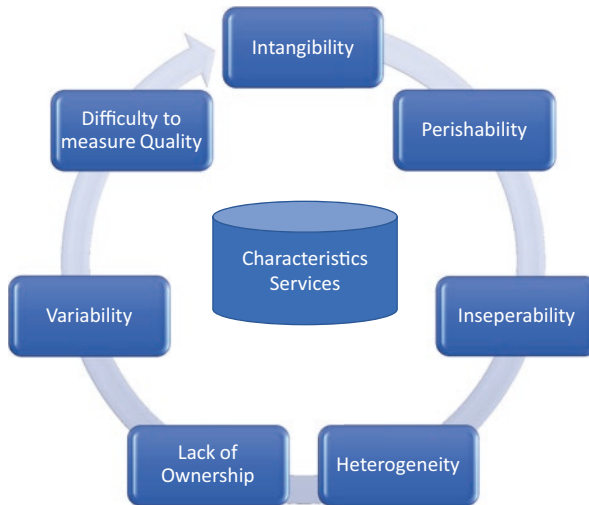 Intangibility
Perishability
Inseperability
Heterogeneity
Lack of
Ownership
Variability
Difficulty to
measure Quality
Characteristics
Services